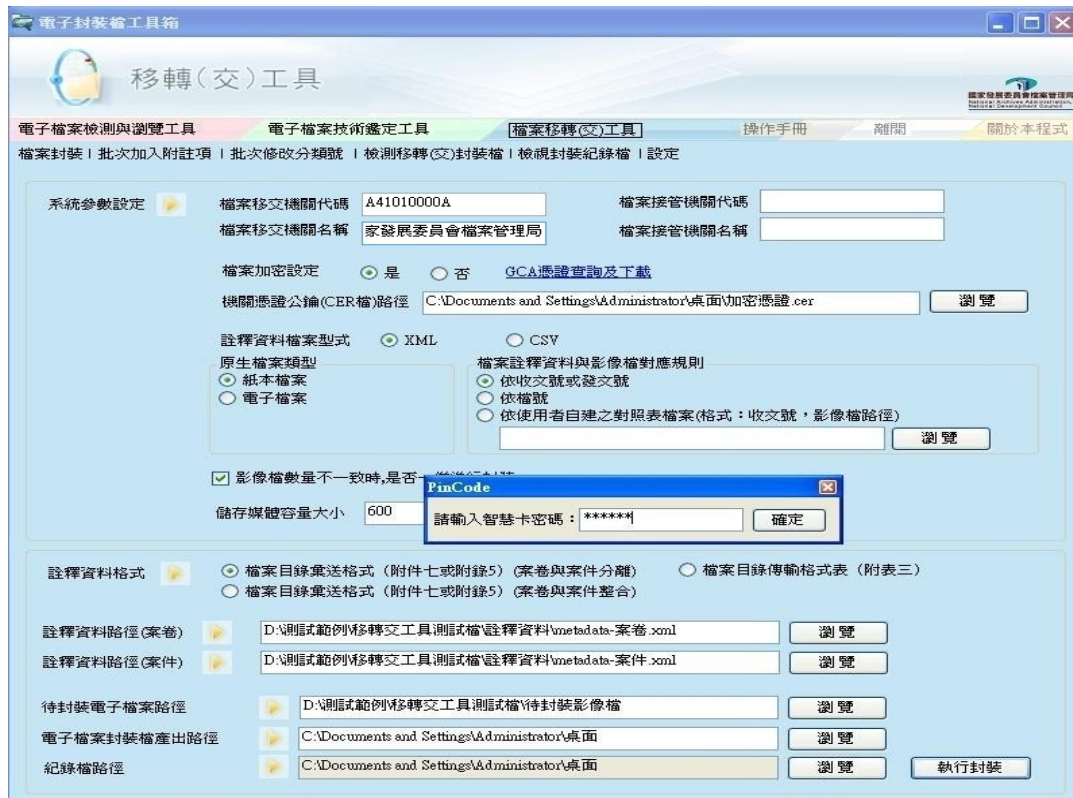 電子封裝檔工具箱
移轉(交)工具
國家發展委員會檔案管理局
National Archives Administration,
National Development Council
電子檔案檢測與瀏覽工具 電子檔案技術鑑定工具 檔案移轉(交)工具 操作手冊 離開 關於本程式
檔案封裝 | 批次加入附註項 | 批次修改分類號 | 檢測移轉(交)封裝檔 | 檢視封裝紀錄檔 | 設定
系統參數設定 檔案移交機關代碼 A41010000A 檔案接管機關代碼
檔案移交機關名稱 家發展委員會檔案管理局 檔案接管機關名稱
檔案加密設定 是 否 GCA憑證查詢及下載
機關憑證公鑰(CER檔)路徑 C:\Documents and Settings\Administrator\桌面\加密憑證.cer 瀏覽
詮釋資料檔案型式 XML CSV
原生檔案類型 檔案詮釋資料與影像檔對應規則
紙本檔案 依收文號或發文號
電子檔案 依檔號
依使用者自建之對照表檔案(格式：收文號，影像檔路徑)
瀏覽
影像檔數量不一致時,是否
PinCode
儲存媒體容量大小 600 請輸入智慧卡密碼： ****** 確定
詮釋資料格式 檔案目錄彙送格式（附件七或附錄5）(案卷與案件分離) 檔案目錄傳輸格式表（附表三）
檔案目錄彙送格式（附件七或附錄5）(案卷與案件整合)
詮釋資料路徑(案卷) D:\測試範例\移轉交工具測試檔\詮釋資料\metadata-案卷.xml 瀏覽
詮釋資料路徑(案件) D:\測試範例\移轉交工具測試檔\詮釋資料\metadata-案件.xml 瀏覽
待封裝電子檔案路徑 D:\測試範例\移轉交工具測試檔\待封裝影像檔 瀏覽
電子檔案封裝檔產出路徑 C:\Documents and Settings\Administrator\桌面 瀏覽
紀錄檔路徑 C:\Documents and Settings\Administrator\桌面 瀏覽 執行封裝